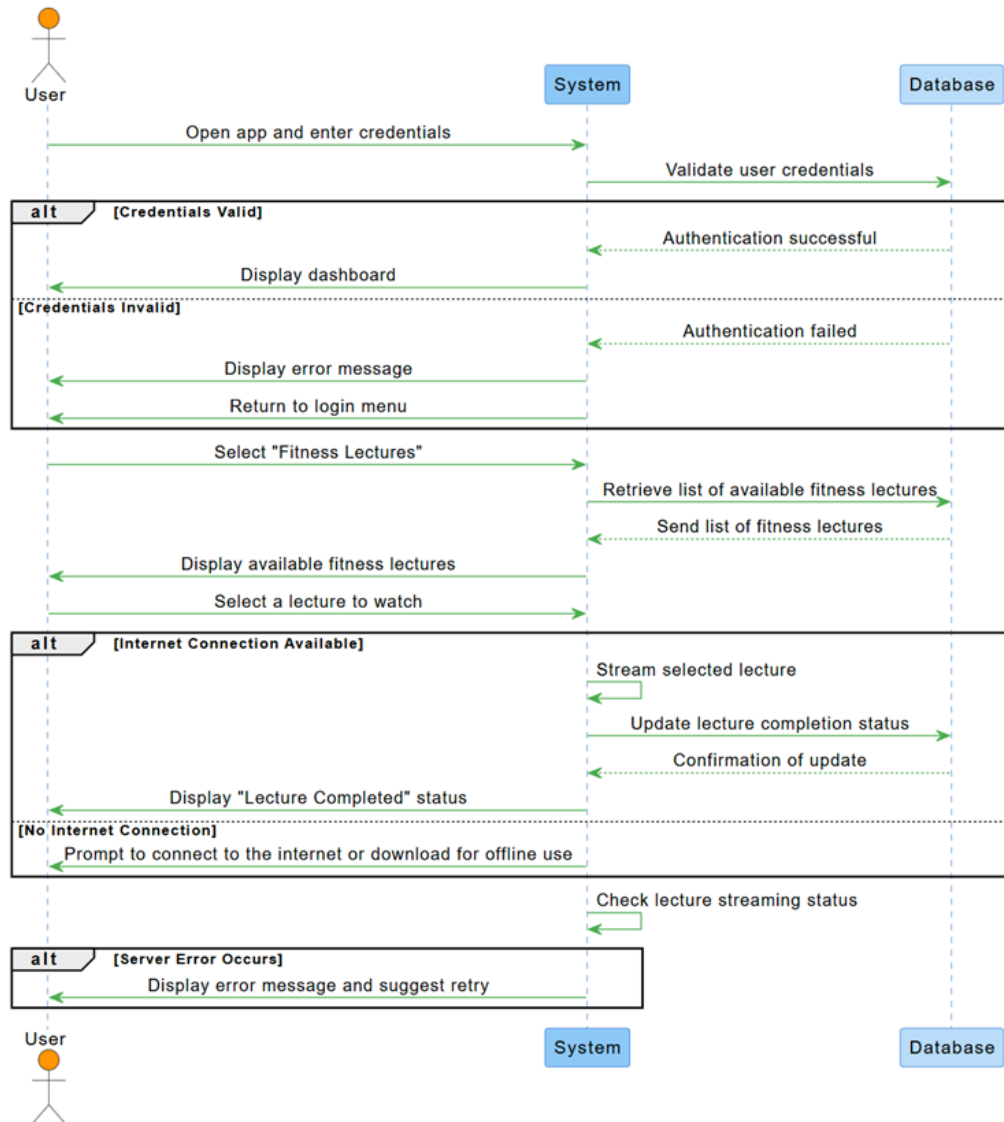 User
System
Database
Open app and enter credentials
Validate user credentials
alt [Credentials Valid]
Authentication successful
Display dashboard
[Credentials Invalid]
Authentication failed
Display error message
Return to login menu
Select "Fitness Lectures"
Retrieve list of available fitness lectures
Send list of fitness lectures
Display available fitness lectures
Select a lecture to watch
alt [Internet Connection Available]
Stream selected lecture
Update lecture completion status
Confirmation of update
Display "Lecture Completed" status
[No Internet Connection]
Prompt to connect to the internet or download for offline use
Check lecture streaming status
alt [Server Error Occurs]
Display error message and suggest retry
User
System
Database